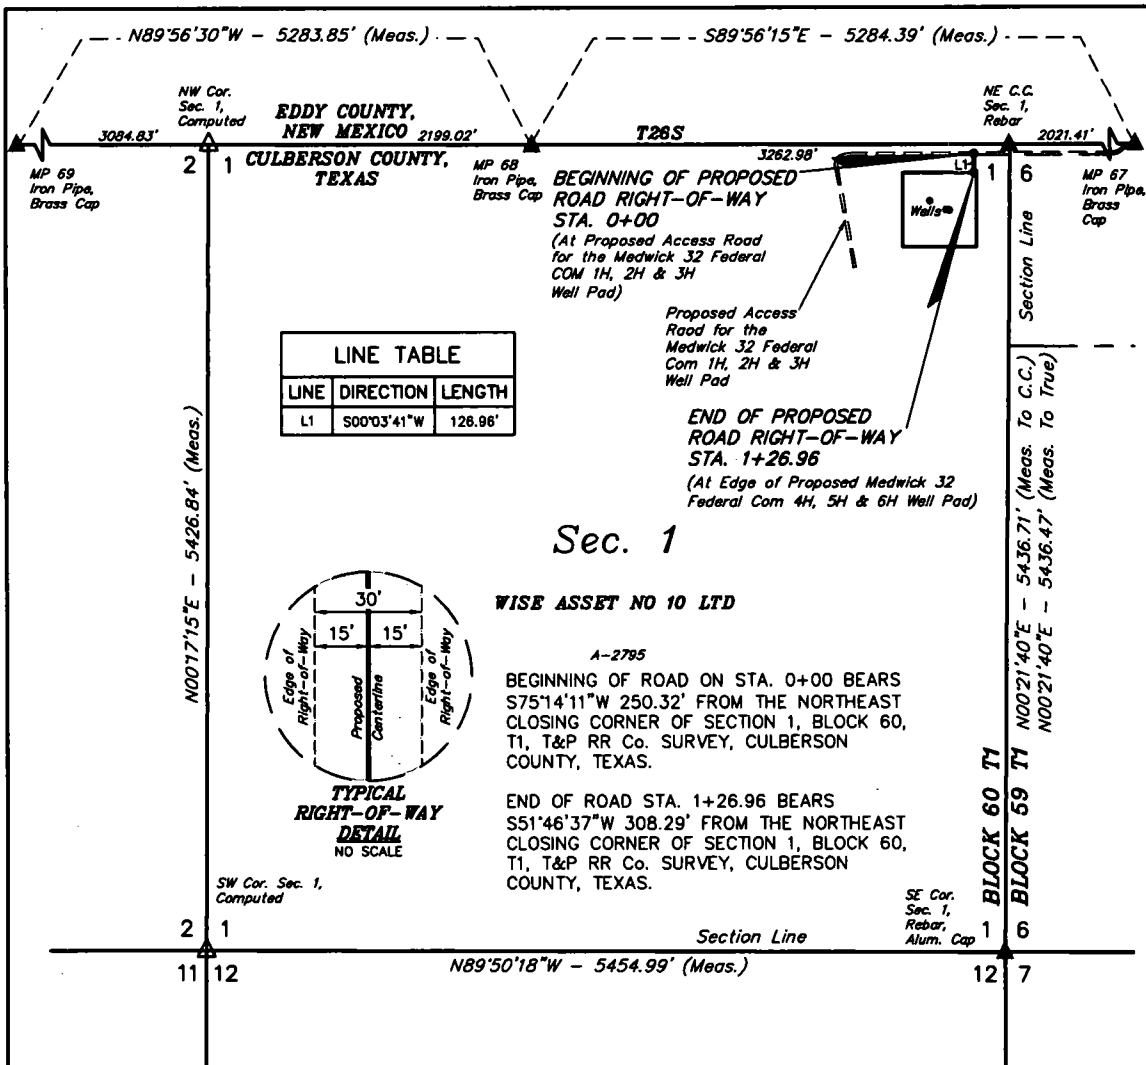 N89°56'30"W - 5283.85' (Meas.)
S89°56'15"E - 5284.39' (Meas.)
NW Cor.
Sec. 1,
Computed
EDDY COUNTY,
NEW MEXICO
3084.83'
2199.02'
T26S
NE C.C.
Sec. 1,
Rebar
2021.41'
2 1
CULBERSON COUNTY,
TEXAS
MP 69
Iron Pipe,
Brass Cap
MP 68
Iron Pipe,
Brass Cap
3262.98'
L1
1 6
MP 67
Iron Pipe,
Brass
Cap
BEGINNING OF PROPOSED
ROAD RIGHT-OF-WAY
STA. 0+00
(At Proposed Access Road
for the Medwick 32 Federal
COM 1H, 2H & 3H
Well Pad)
Wells
Section Line
Proposed Access
Raod for the
Medwick 32 Federal
Com 1H, 2H & 3H
Well Pad
LINE TABLE
LINE DIRECTION LENGTH
L1 S00°03'41"W 126.96'
END OF PROPOSED
ROAD RIGHT-OF-WAY
STA. 1+26.96
(At Edge of Proposed Medwick 32
Federal Com 4H, 5H & 6H Well Pad)
N00°17'15"E - 5426.84' (Meas.)
N00°21'40"E - 5436.71' (Meas. To C.C.)
N00°21'40"E - 5436.47' (Meas. To True)
Sec. 1
WISE ASSET NO 10 LTD
A-2795
30'
15' 15'
Edge of
Right-of-Way
Proposed
Centerline
Edge of
Right-of-Way
TYPICAL
RIGHT-OF-WAY
DETAIL
NO SCALE
BEGINNING OF ROAD ON STA. 0+00 BEARS
S75°14'11"W 250.32' FROM THE NORTHEAST
CLOSING CORNER OF SECTION 1, BLOCK 60,
T1, T&P RR Co. SURVEY, CULBERSON
COUNTY, TEXAS.
END OF ROAD STA. 1+26.96 BEARS
S51°46'37"W 308.29' FROM THE NORTHEAST
CLOSING CORNER OF SECTION 1, BLOCK 60,
T1, T&P RR Co. SURVEY, CULBERSON
COUNTY, TEXAS.
BLOCK 60 T1
BLOCK 59 T1
SW Cor. Sec. 1,
Computed
SE Cor.
Sec. 1,
Rebar,
Alum. Cap
2 1
Section Line
1 6
11 12
N89°50'18"W - 5454.99' (Meas.)
12 7